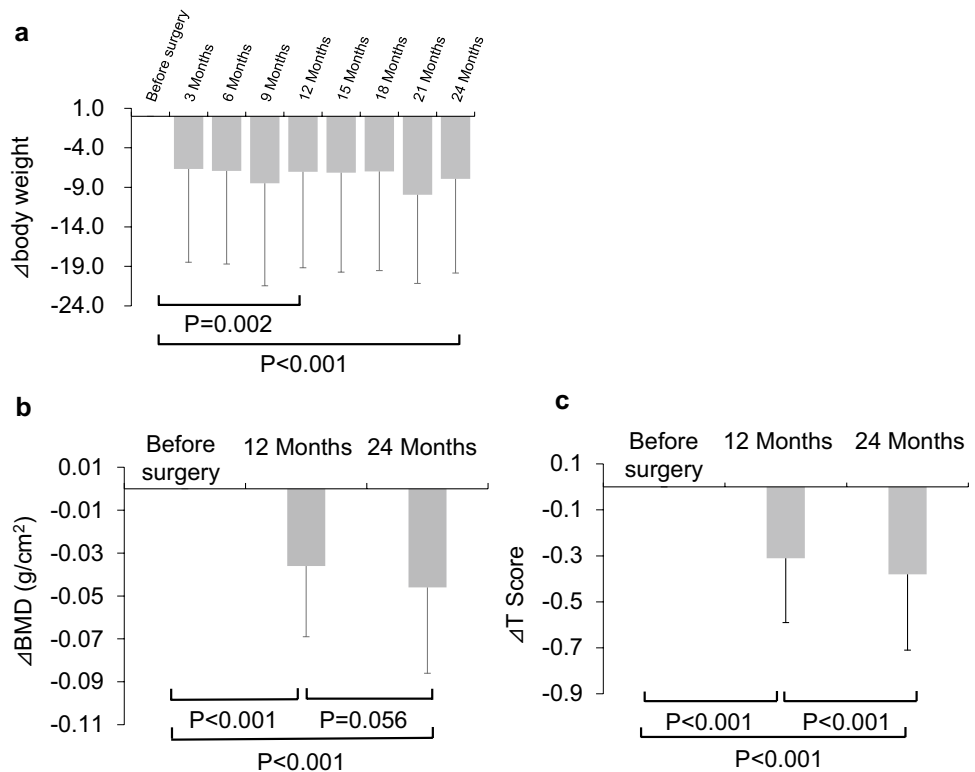 a
Before surgery
3 Months
6 Months
9 Months
12 Months
15 Months
18 Months
21 Months
24 Months
1.0
-4.0
-9.0
-14.0
-19.0
-24.0
⊿body weight
P=0.002
P<0.001
b
Before
surgery
12 Months
24 Months
0.01
-0.01
-0.03
-0.05
-0.07
-0.09
-0.11
⊿BMD (g/cm²)
P<0.001
P=0.056
P<0.001
c
Before
surgery
12 Months
24 Months
0.1
-0.1
-0.3
-0.5
-0.7
-0.9
⊿T Score
P<0.001
P<0.001
P<0.001